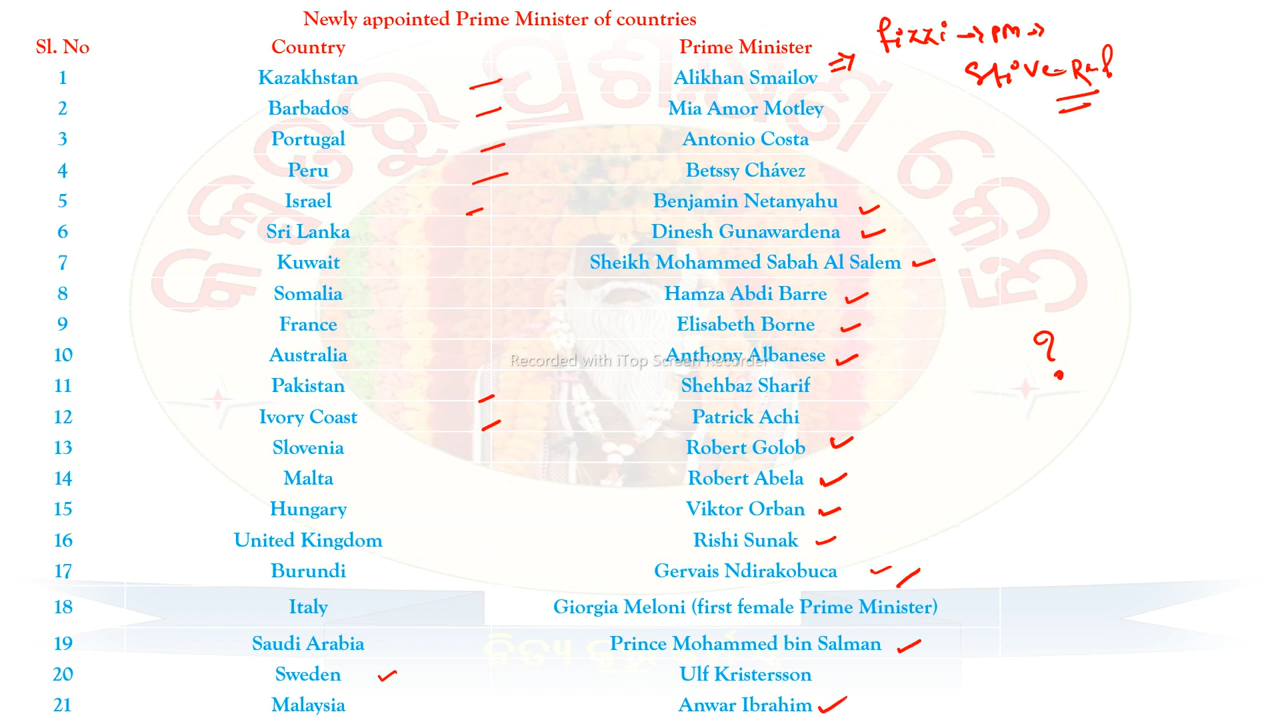 Newly appointed Prime Minister of countries
Sl. No Country Prime Minister
1 Kazakhstan Alikhan Smailov
2 Barbados Mia Amor Motley
3 Portugal Antonio Costa
4 Peru Betssy Chávez
5 Israel Benjamin Netanyahu
6 Sri Lanka Dinesh Gunawardena
7 Kuwait Sheikh Mohammed Sabah Al Salem
8 Somalia Hamza Abdi Barre
9 France Elisabeth Borne
10 Australia Anthony Albanese
Recorded with iTop Screen Recorder
11 Pakistan Shehbaz Sharif
12 Ivory Coast Patrick Achi
13 Slovenia Robert Golob
14 Malta Robert Abela
15 Hungary Viktor Orban
16 United Kingdom Rishi Sunak
17 Burundi Gervais Ndirakobuca
18 Italy Giorgia Meloni (first female Prime Minister)
19 Saudi Arabia Prince Mohammed bin Salman
20 Sweden Ulf Kristersson
21 Malaysia Anwar Ibrahim
fizzi → PM →
?